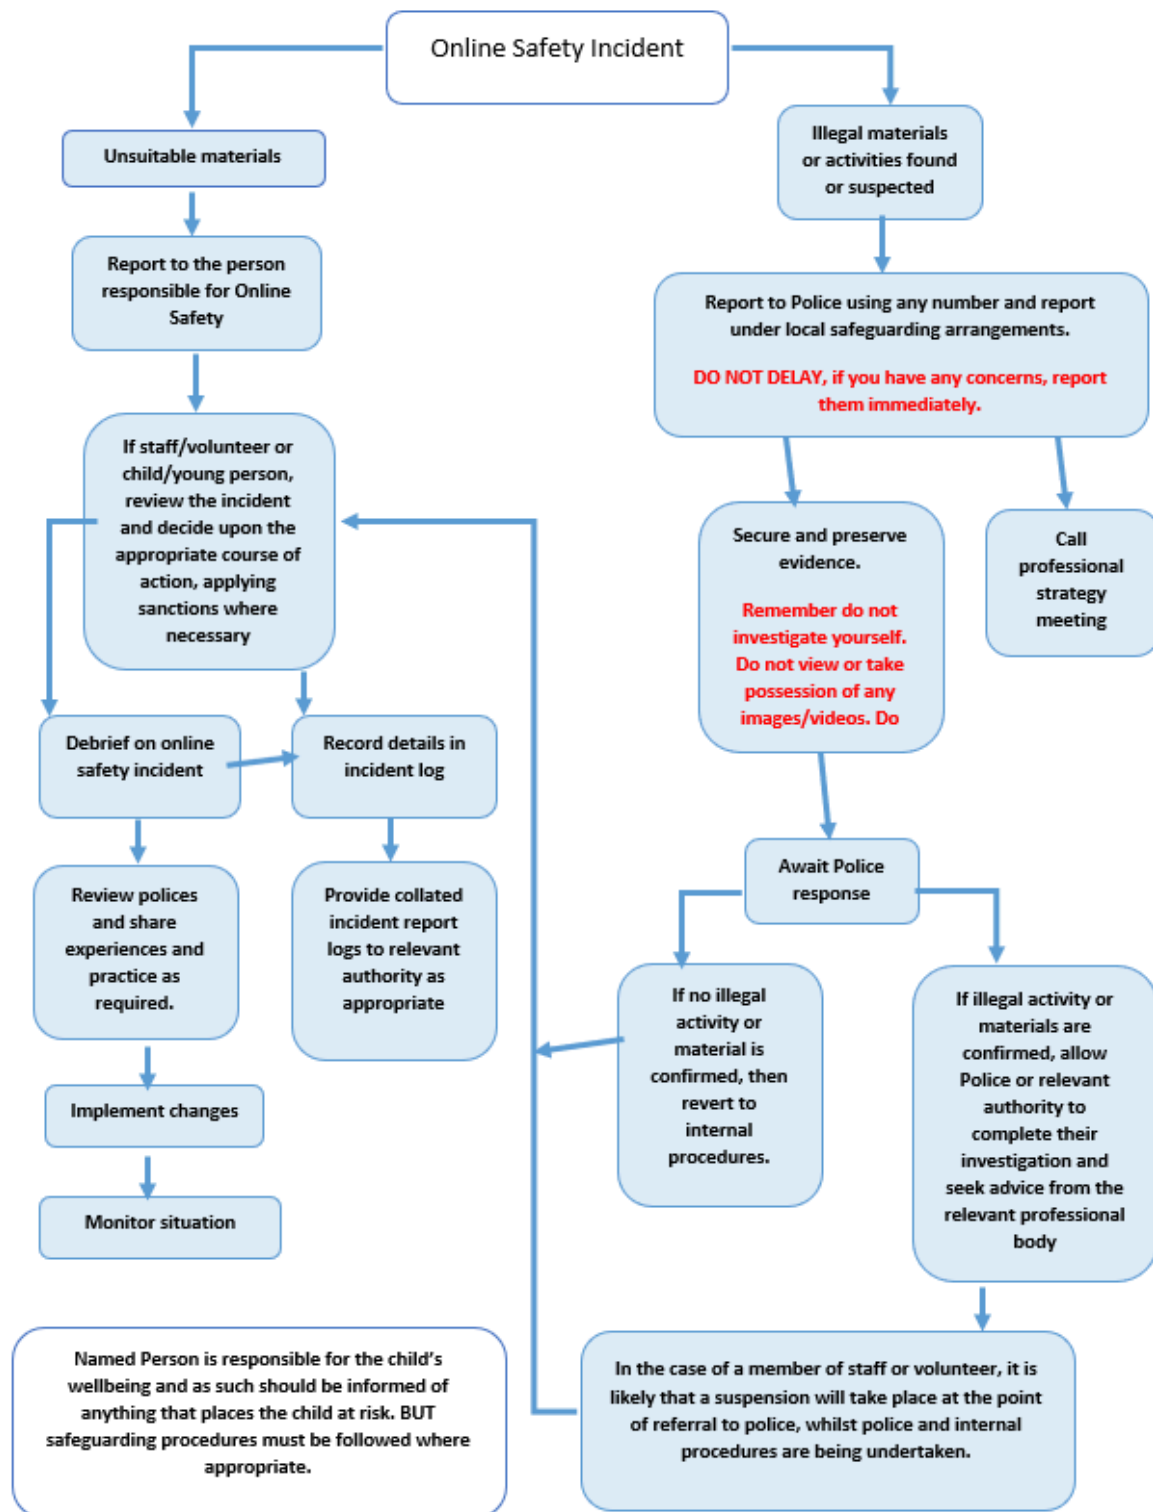 Online Safety Incident
Unsuitable materials
Report to the person
responsible for Online
Safety
If staff/volunteer or
child/young person,
review the incident
and decide upon the
appropriate course of
action, applying
sanctions where
necessary
Debrief on online
safety incident
Record details in
incident log
Review polices
and share
experiences and
practice as
required.
Provide collated
incident report
logs to relevant
authority as
appropriate
Implement changes
Monitor situation
Illegal materials
or activities found
or suspected
Report to Police using any number and report
under local safeguarding arrangements.
DO NOT DELAY, if you have any concerns, report
them immediately.
Secure and preserve
evidence.
Remember do not
investigate yourself.
Do not view or take
possession of any
images/videos. Do
Call
professional
strategy
meeting
Await Police
response
If no illegal
activity or
material is
confirmed, then
revert to
internal
procedures.
If illegal activity or
materials are
confirmed, allow
Police or relevant
authority to
complete their
investigation and
seek advice from the
relevant professional
body
In the case of a member of staff or volunteer, it is
likely that a suspension will take place at the point
of referral to police, whilst police and internal
procedures are being undertaken.
Named Person is responsible for the child's
wellbeing and as such should be informed of
anything that places the child at risk. BUT
safeguarding procedures must be followed where
appropriate.